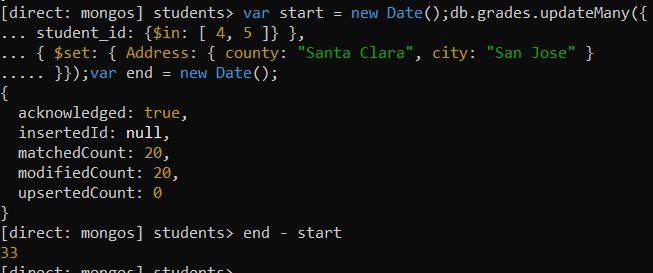 [direct: mongos] students> var start = new Date();db.grades.updateMany({
... student_id: {$in: [ 4, 5 ]} },
... { $set: { Address: { county: "Santa Clara", city: "San Jose" }
..... }});var end = new Date();
{
  acknowledged: true,
  insertedId: null,
  matchedCount: 20,
  modifiedCount: 20,
  upsertedCount: 0
}
[direct: mongos] students> end - start
33
[direct: mongos] students>